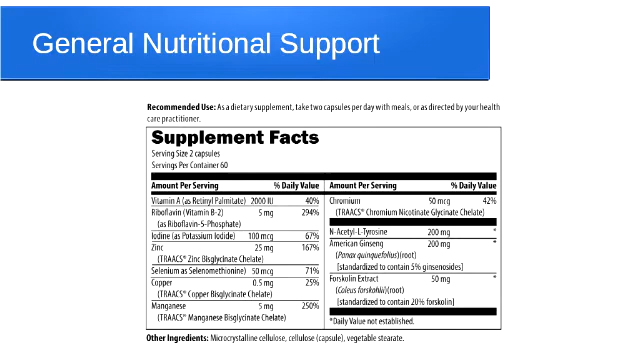 General Nutritional Support
Recommended Use: As a dietary supplement, take two capsules per day with meals, or as directed by your health
care practitioner.
Supplement Facts
Serving Size 2 capsules
Servings Per Container 60
Amount Per Serving % Daily Value
Vitamin A (as Retinyl Palmitate) 2000 IU 40%
Riboflavin (Vitamin B-2) 5 mg 294%
(as Riboflavin-5-Phosphate)
Iodine (as Potassium Iodide) 100 mcg 67%
Zinc 25 mg 167%
(TRAACS® Zinc Bisglycinate Chelate)
Selenium (as Selenomethionine) 50 mcg 71%
Copper 0.5 mg 25%
(TRAACS® Copper Bisglycinate Chelate)
Manganese 5 mg 250%
(TRAACS® Manganese Bisglycinate Chelate)
Amount Per Serving % Daily Value
Chromium 50 mcg 42%
(TRAACS® Chromium Nicotinate Glycinate Chelate)
N-Acetyl-L-Tyrosine 200 mg *
American Ginseng 200 mg *
(Panax quinquefolius)(root)
[standardized to contain 5% ginsenosides]
Forskolin Extract 50 mg *
(Coleus forskohlii)(root)
[standardized to contain 20% forskolin]
*Daily Value not established.
Other Ingredients: Microcrystalline cellulose, cellulose (capsule), vegetable stearate.